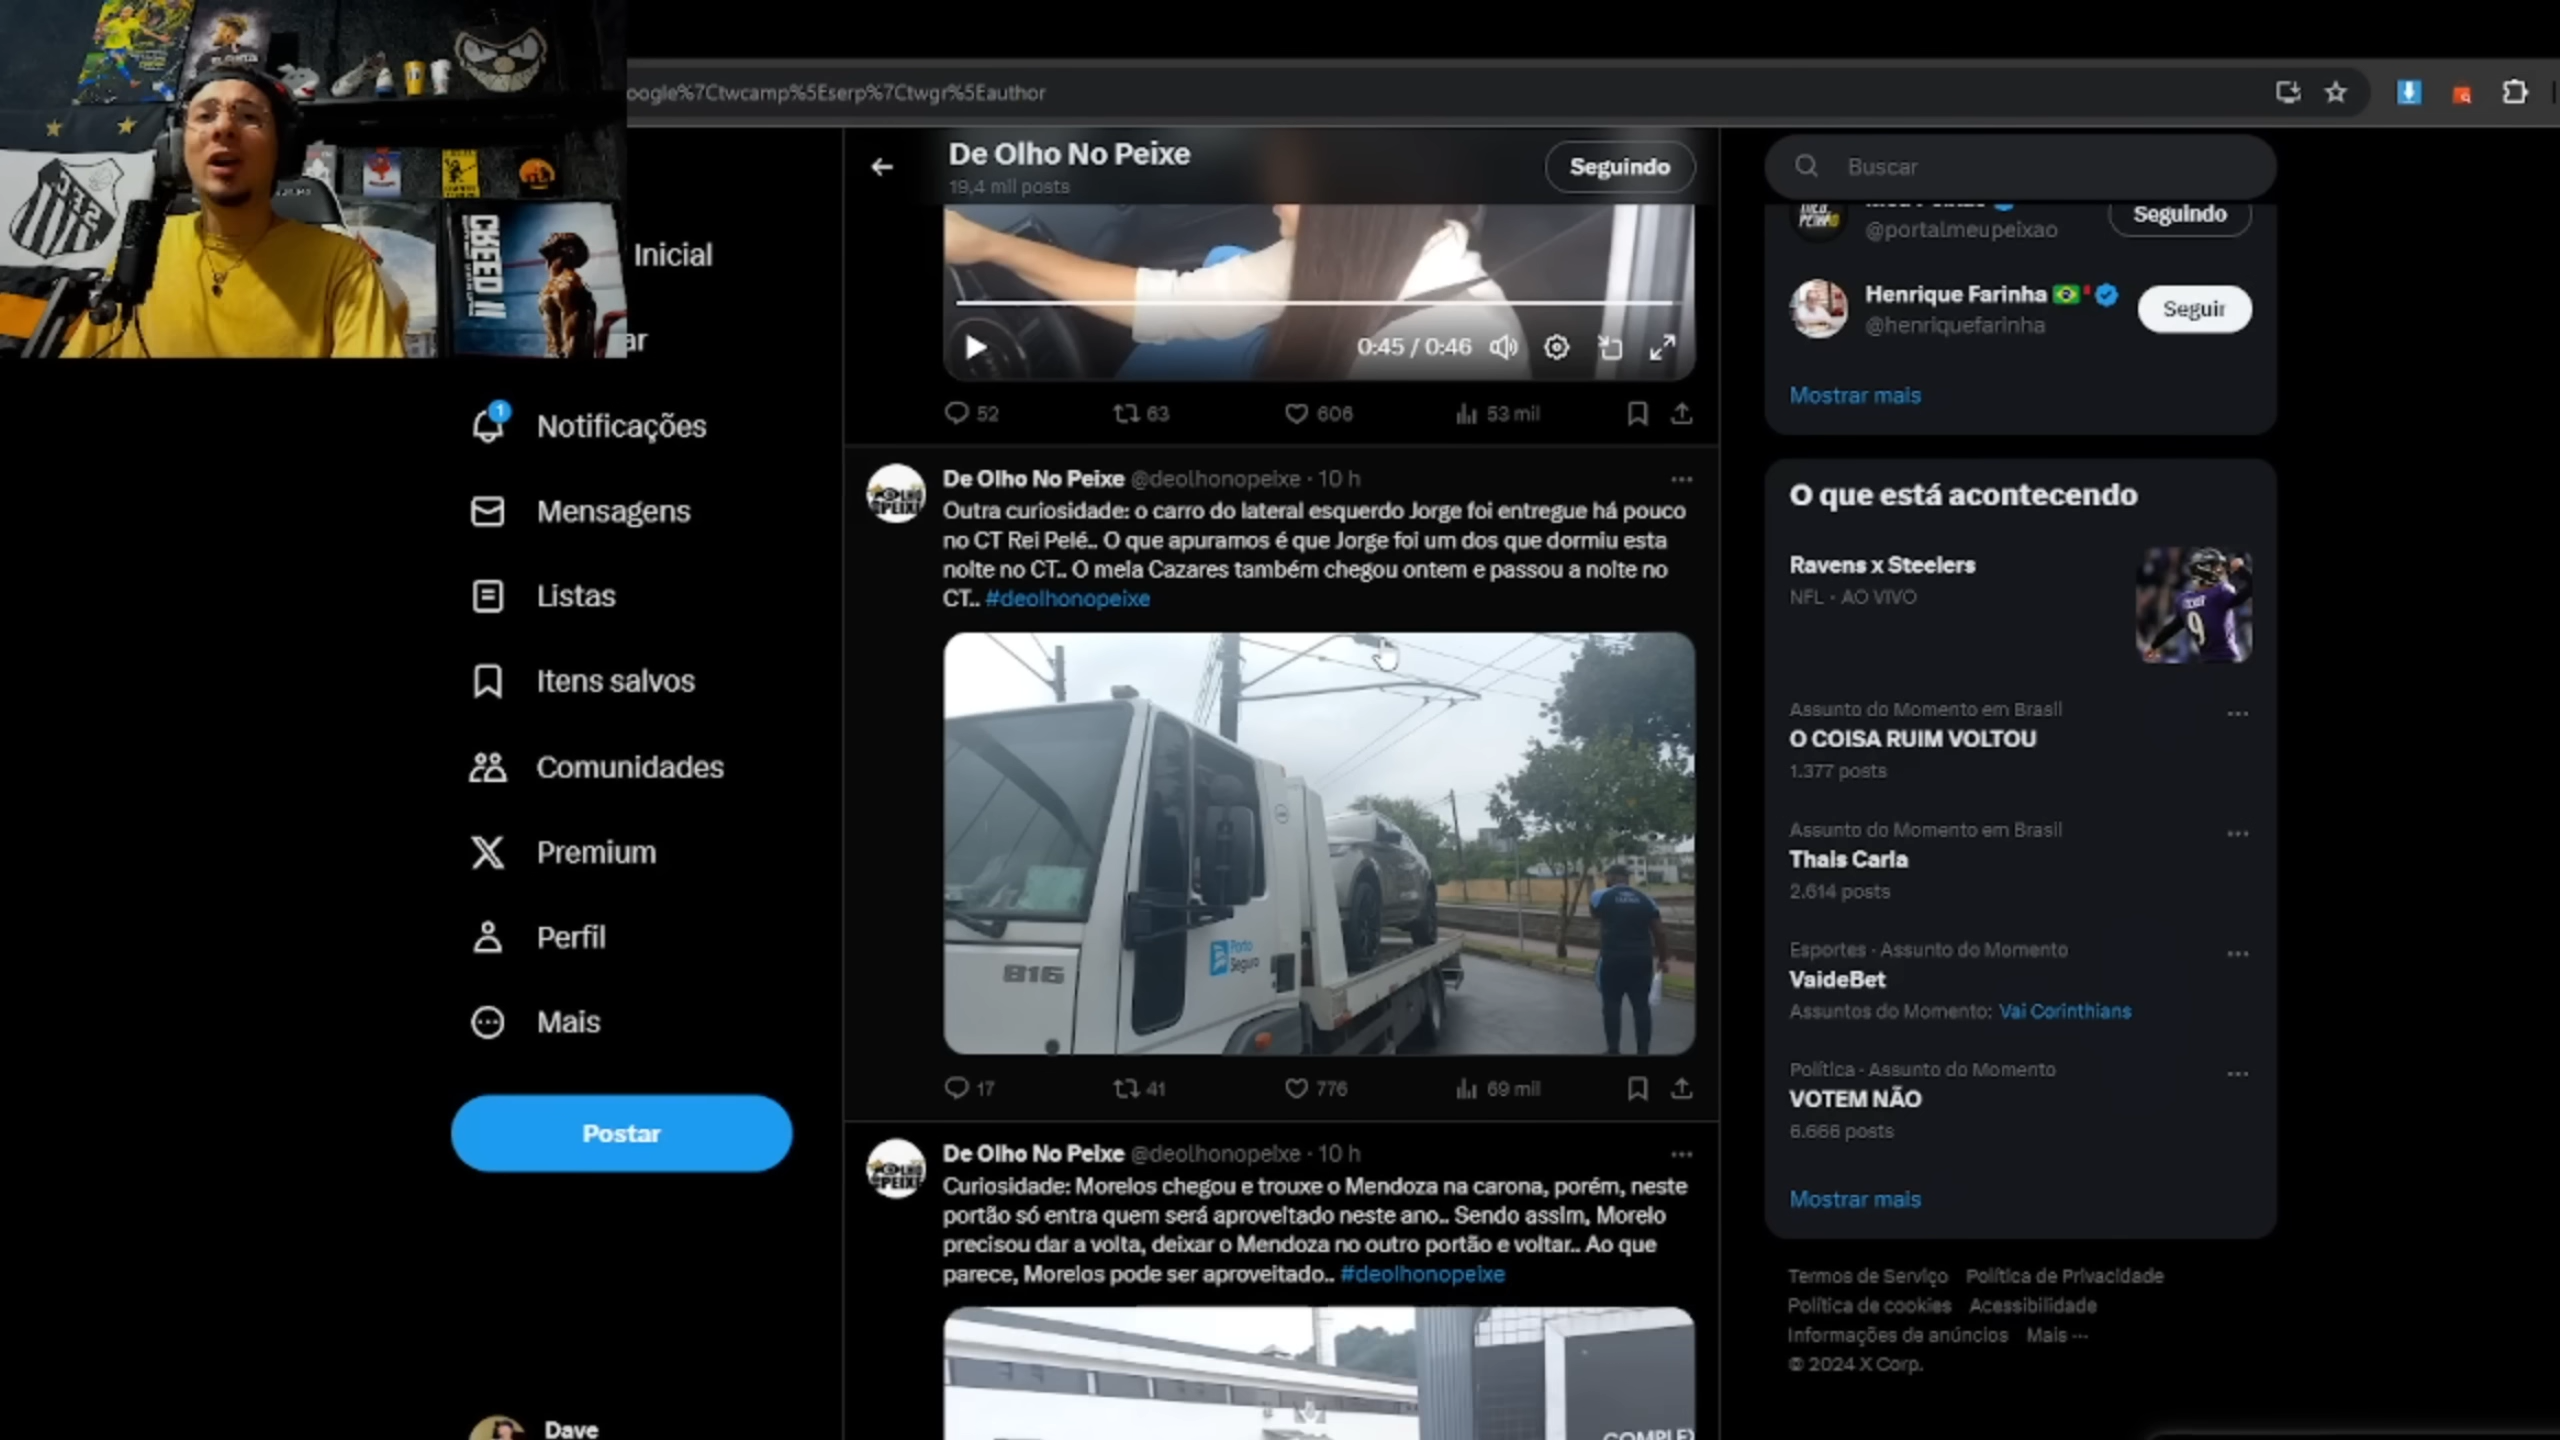 oogle%7Ctwcamp%5Eserp%7Ctwgr%5Eauthor
CREED II
Inicial
ar
Notificações
1
Mensagens
Listas
Itens salvos
Comunidades
Premium
Perfil
Mais
Postar
Dave
De Olho No Peixe
19,4 mil posts
Seguindo
0:45 / 0:46
52
63
606
53 mil
De Olho No Peixe @deolhonopeixe · 10 h
Outra curiosidade: o carro do lateral esquerdo Jorge foi entregue há pouco
no CT Rei Pelé.. O que apuramos é que Jorge foi um dos que dormiu esta
noite no CT.. O meia Cazares também chegou ontem e passou a noite no
CT.. #deolhonopeixe
816
Porto
Seguro
17
41
776
69 mil
De Olho No Peixe @deolhonopeixe · 10 h
Curiosidade: Morelos chegou e trouxe o Mendoza na carona, porém, neste
portão só entra quem será aproveitado neste ano.. Sendo assim, Morelo
precisou dar a volta, deixar o Mendoza no outro portão e voltar.. Ao que
parece, Morelos pode ser aproveitado.. #deolhonopeixe
Buscar
@portalmeupeixao
Seguindo
Henrique Farinha
@henriquefarinha
Seguir
Mostrar mais
O que está acontecendo
Ravens x Steelers
NFL · AO VIVO
9
Assunto do Momento em Brasil
O COISA RUIM VOLTOU
1.377 posts
Assunto do Momento em Brasil
Thais Carla
2.614 posts
Esportes · Assunto do Momento
VaideBet
Assuntos do Momento: Vai Corinthians
Política · Assunto do Momento
VOTEM NÃO
6.666 posts
Mostrar mais
Termos de Serviço Política de Privacidade
Política de cookies Acessibilidade
Informações de anúncios Mais ···
© 2024 X Corp.